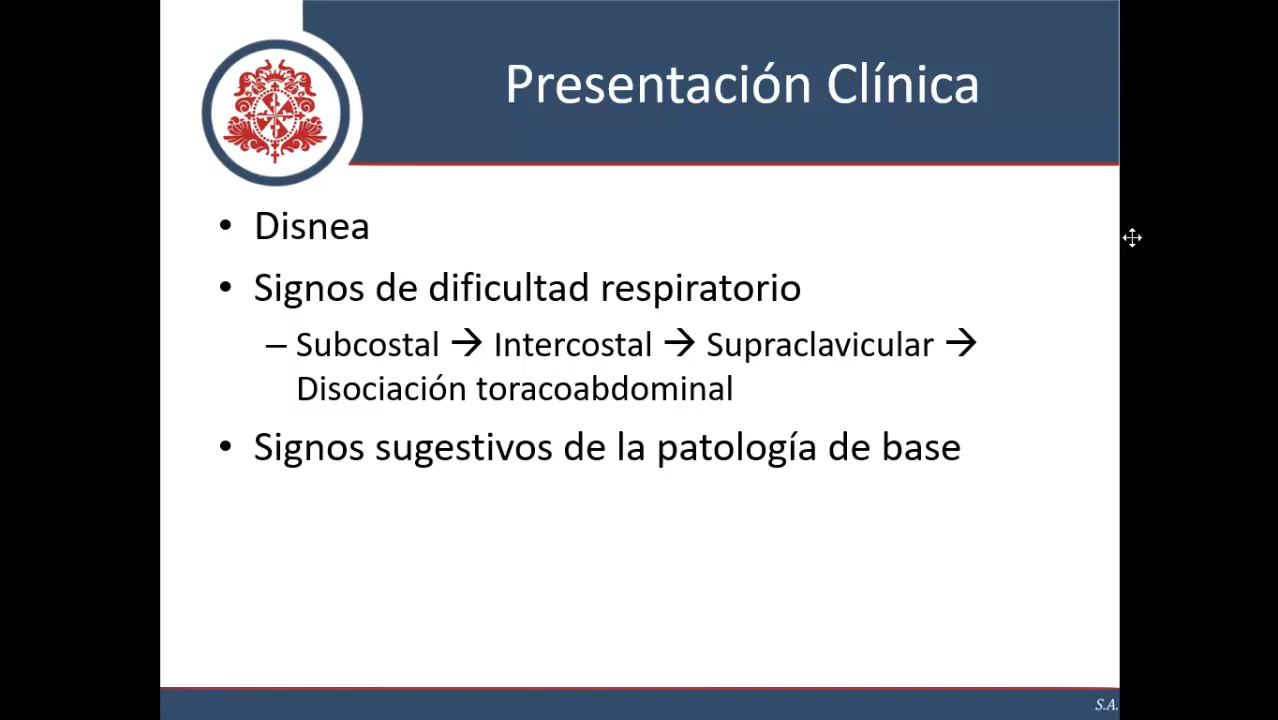 Presentación Clínica
• Disnea
• Signos de dificultad respiratorio
– Subcostal → Intercostal → Supraclavicular →
Disociación toracoabdominal
• Signos sugestivos de la patología de base
S.A.